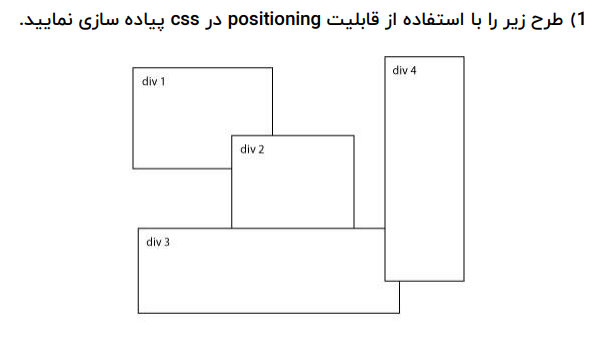 1) طرح زیر را با استفاده از قابلیت positioning در css پیاده سازی نمایید.
div 1
div 4
div 2
div 3